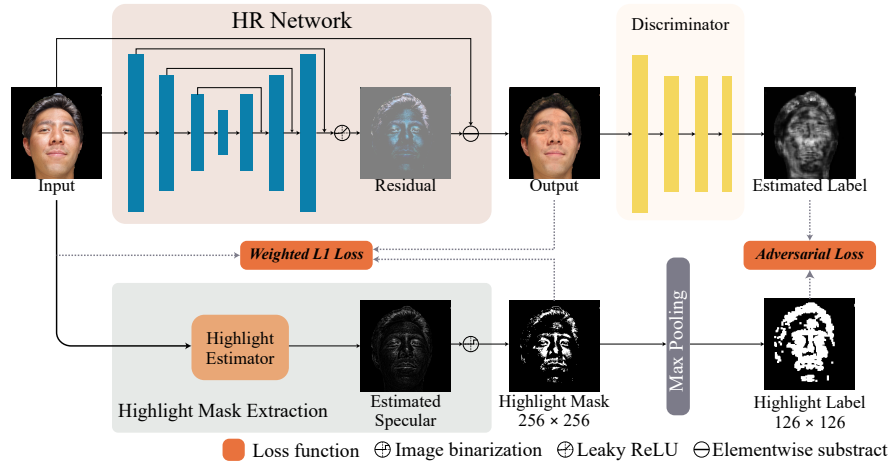 HR Network
Discriminator
Input
Residual
Output
Estimated Label
Weighted L1 Loss
Adversarial Loss
Highlight
Estimator
Max Pooling
Highlight Mask Extraction
Estimated
Specular
Highlight Mask
256 × 256
Highlight Label
126 × 126
Loss function
Image binarization
Leaky ReLU
Elementwise substract